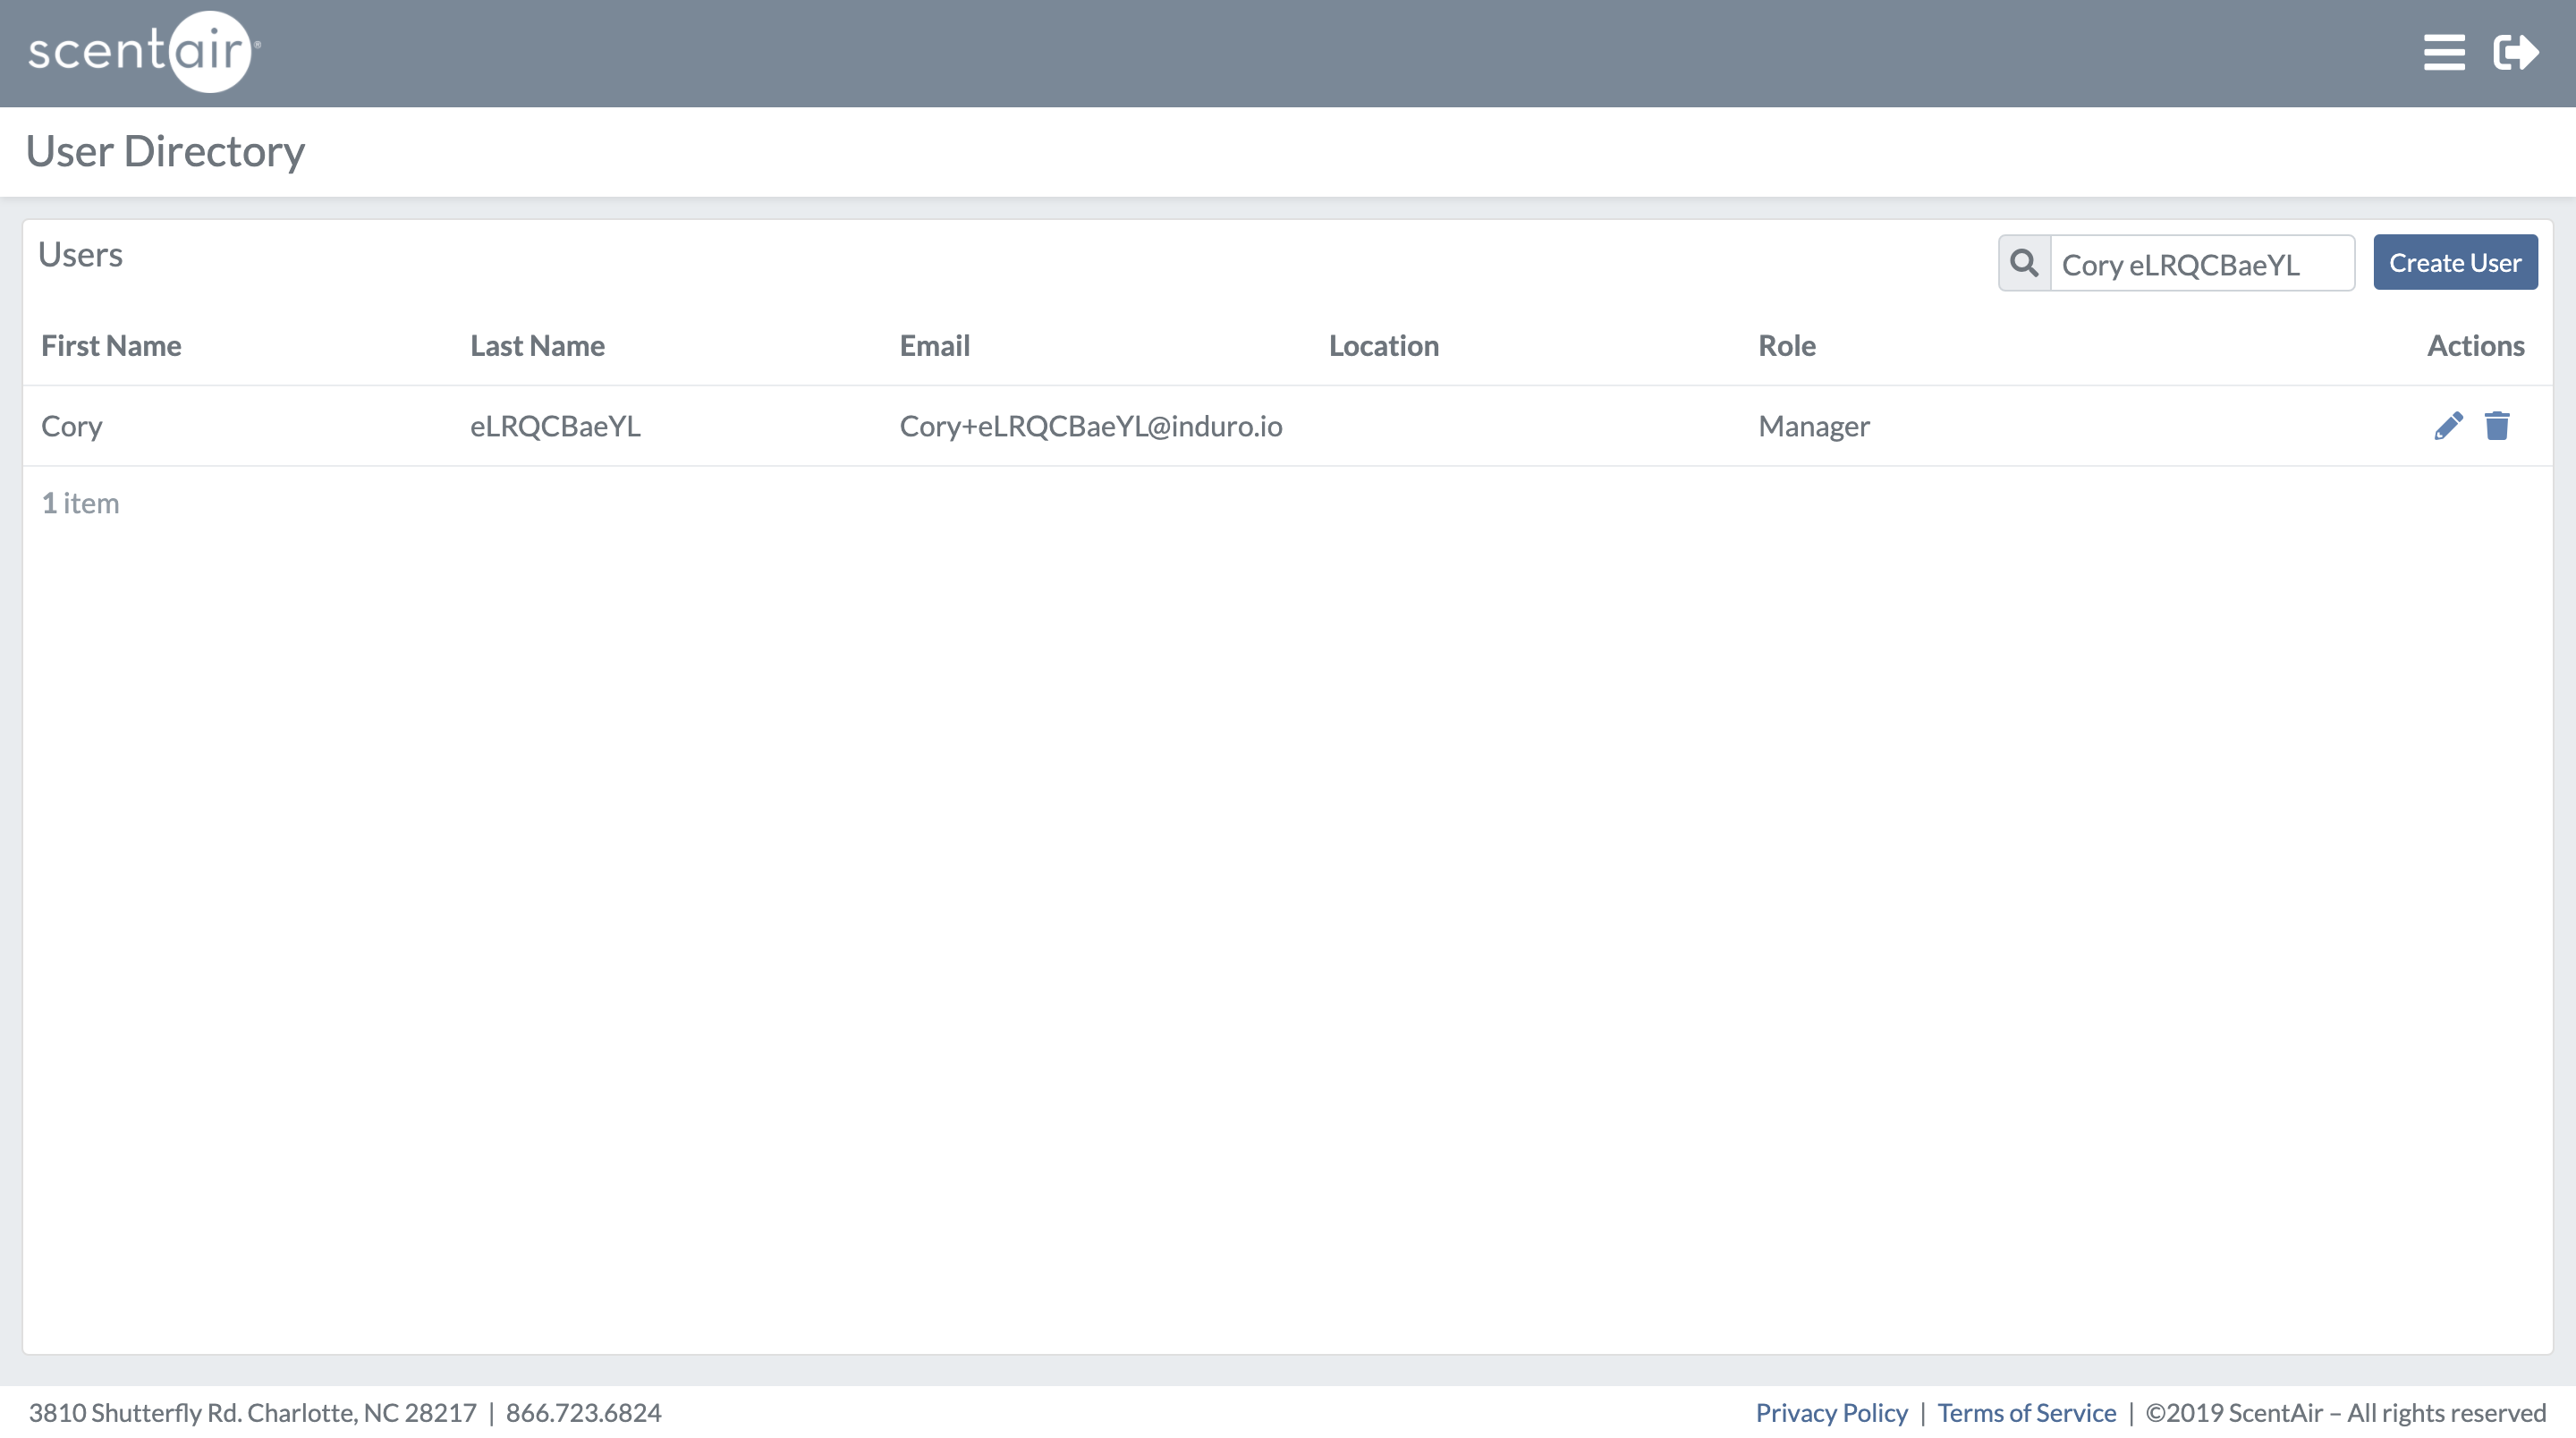 scentair®
User Directory
Users
Cory eLRQCBaeYL
Create User
First Name Last Name Email Location Role Actions
Cory eLRQCBaeYL Cory+eLRQCBaeYL@induro.io Manager
1 item
3810 Shutterfly Rd. Charlotte, NC 28217 | 866.723.6824
Privacy Policy | Terms of Service | ©2019 ScentAir – All rights reserved